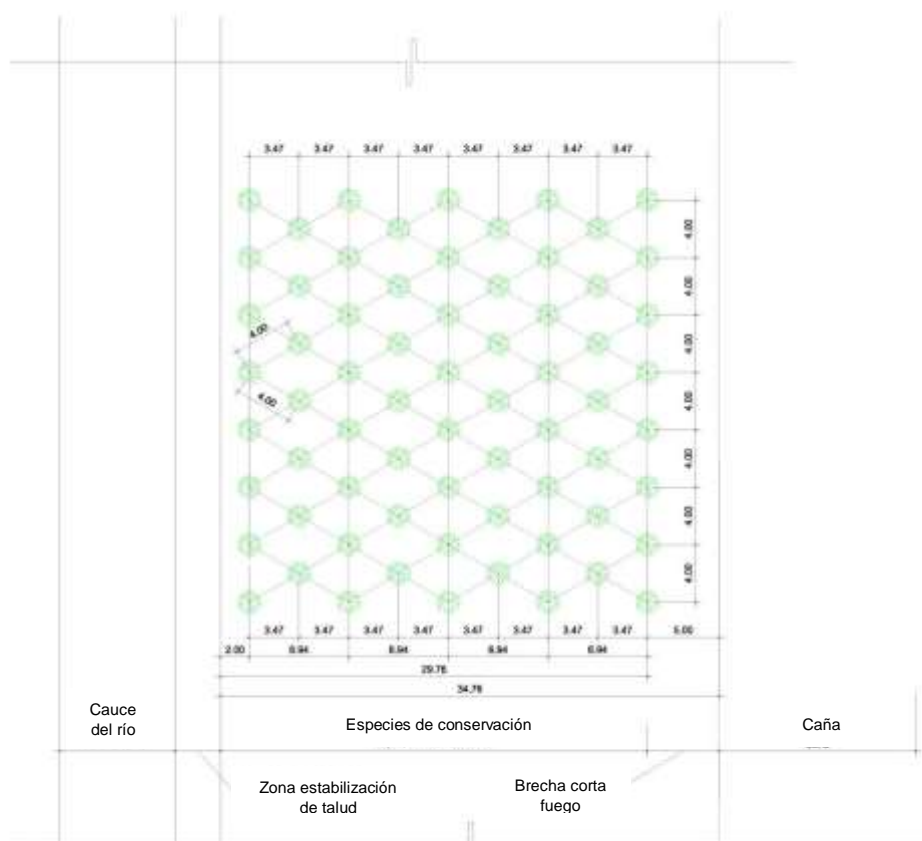 3.47 3.47 3.47 3.47 3.47 3.47 3.47 3.47
4.00
4.00
4.00
4.00
4.00
4.00
4.00
4.00
4.00
3.47 3.47 3.47 3.47 3.47 3.47 3.47 3.47 5.00
2.00 6.94 6.94 6.94 6.94
29.76
34.76
Cauce
del río
Especies de conservación
Caña
Zona estabilización
de talud
Brecha corta
fuego